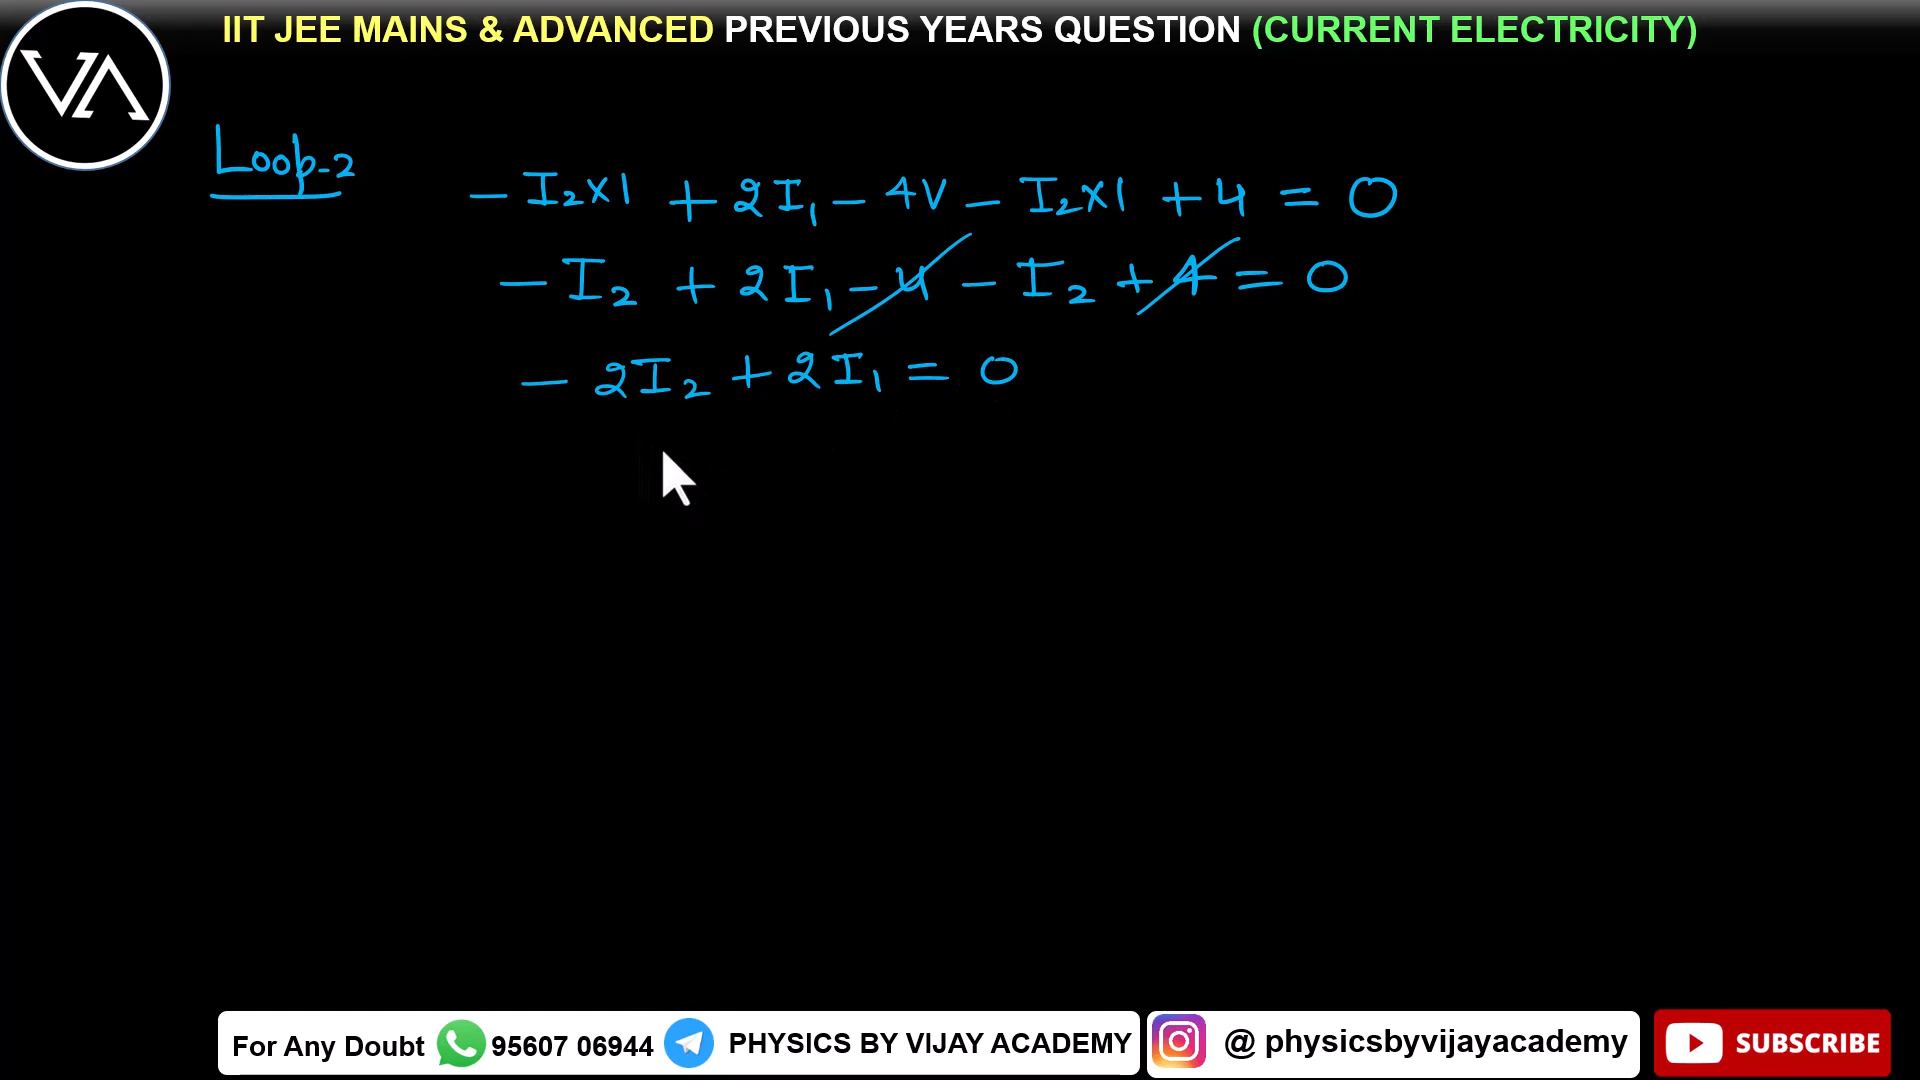 IIT JEE MAINS & ADVANCED PREVIOUS YEARS QUESTION (CURRENT ELECTRICITY)
VA
Loop-2
- I₂×1 + 2I₁ - 4V - I₂×1 + 4 = 0
- I₂ + 2I₁ - 4 - I₂ + 4 = 0
- 2I₂ + 2I₁ = 0
For Any Doubt 95607 06944 PHYSICS BY VIJAY ACADEMY @ physicsbyvijayacademy SUBSCRIBE